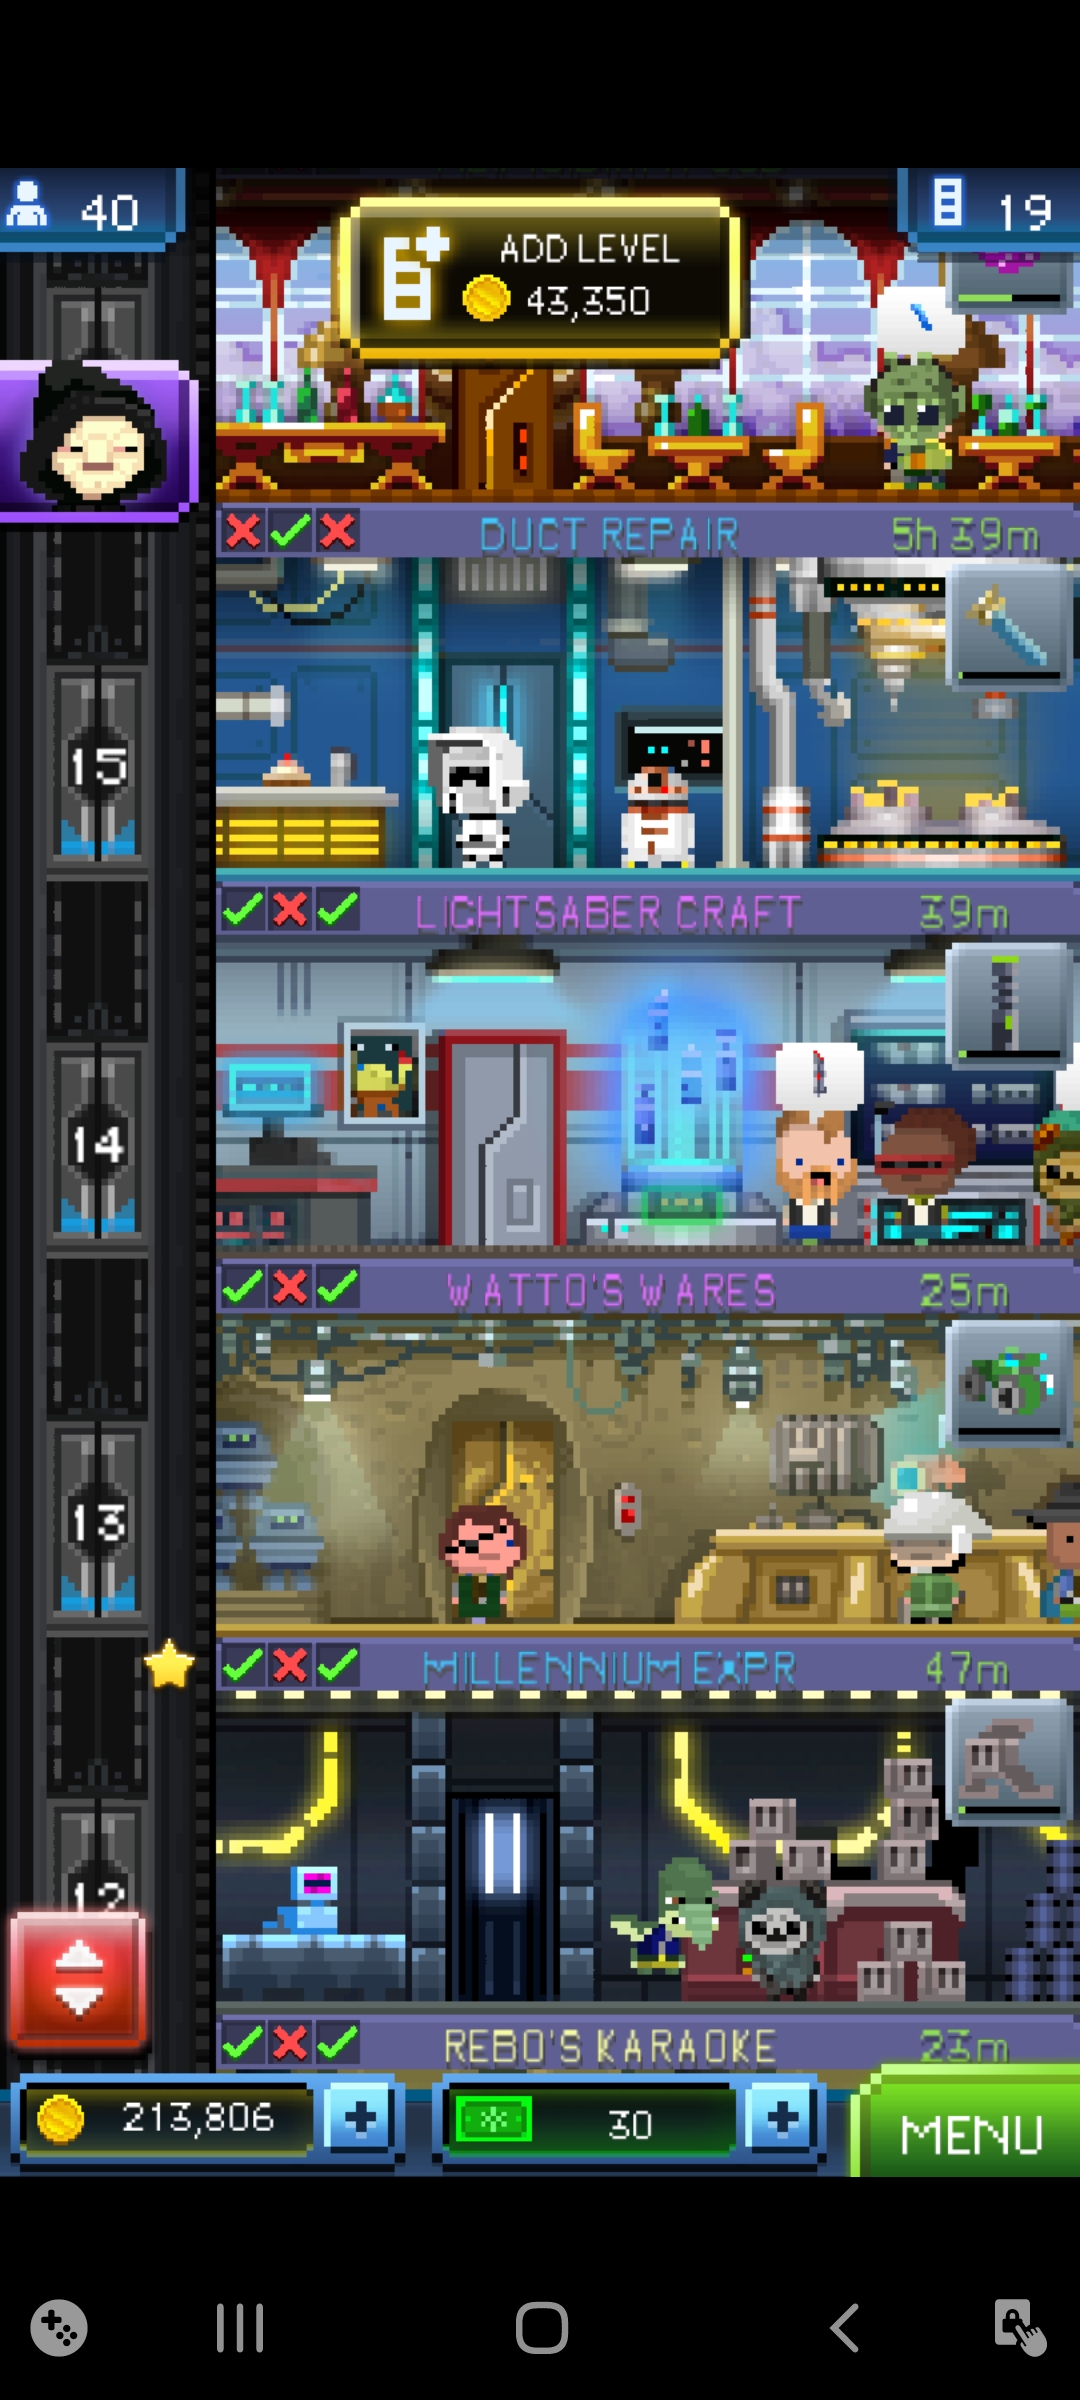 40
ADD LEVEL
43,350
19
DUCT REPAIR 5h 39m
15
LIGHTSABER CRAFT 39m
14
WATTO'S WARES 25m
13
MILLENNIUM EXPR 47m
12
REBO'S KARAOKE 23m
213,806
30
MENU